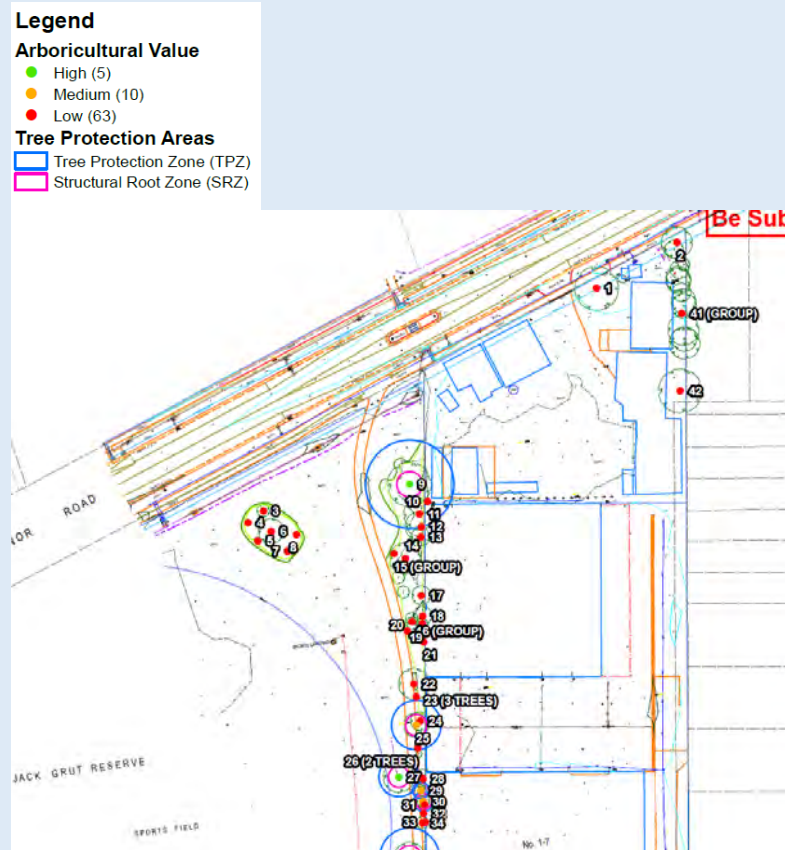 Legend
Arboricultural Value
High (5)
Medium (10)
Low (63)
Tree Protection Areas
Tree Protection Zone (TPZ)
Structural Root Zone (SRZ)
Be Sub
2
1
41 (GROUP)
42
9
NOR ROAD
10
3
11
4
12
6
13
5
14
7 8
15 (GROUP)
17
18
20
46 (GROUP)
19
21
22
23 (3 TREES)
24
25
26 (2 TREES)
27 28
JACK GRUT RESERVE
29
31 30
32
33 34
SPORTS FIELD
No. 1-7